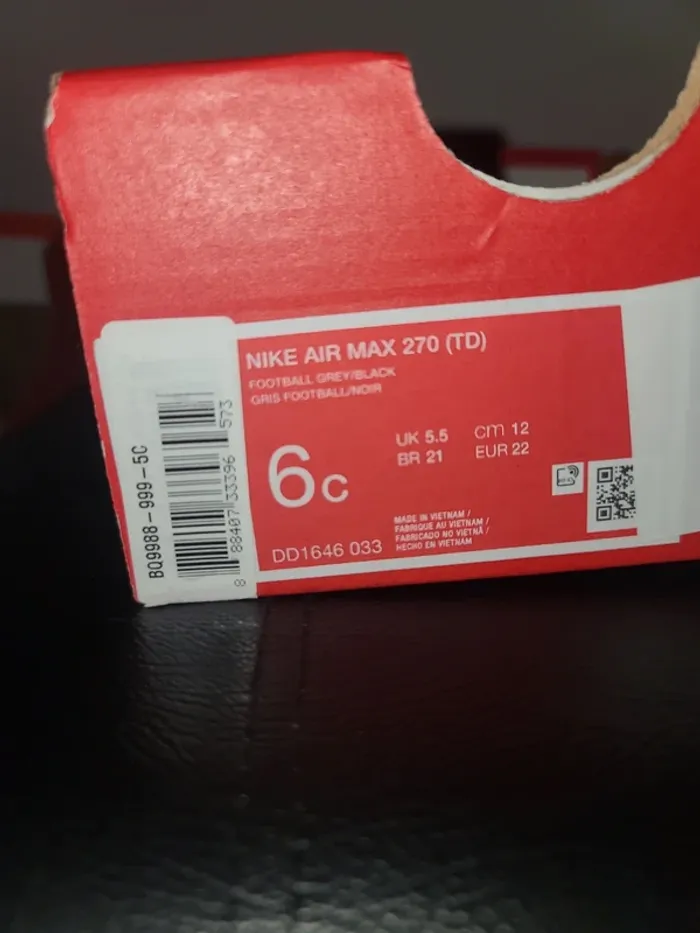 NIKE AIR MAX 270 (TD)
FOOTBALL GREY/BLACK
GRIS FOOTBALL/NOIR
6C
UK 5.5
cm 12
BR 21
EUR 22
MADE IN VIETNAM /
FABRIQUE AU VIETNAM /
FABRICADO NO VIETNÃ /
HECHO EN VIETNAM
DD1646 033
BQ9988-999-5C
8 88407 33396 573